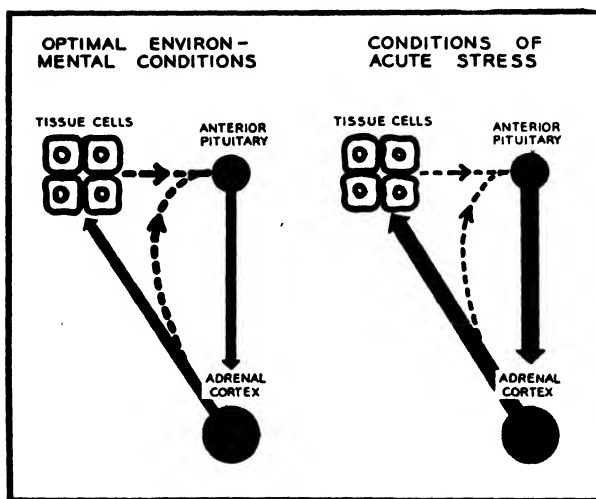 OPTIMAL ENVIRON-
MENTAL CONDITIONS
TISSUE CELLS
ANTERIOR
PITUITARY
ADRENAL
CORTEX
CONDITIONS OF
ACUTE STRESS
TISSUE CELLS
ANTERIOR
PITUITARY
ADRENAL
CORTEX